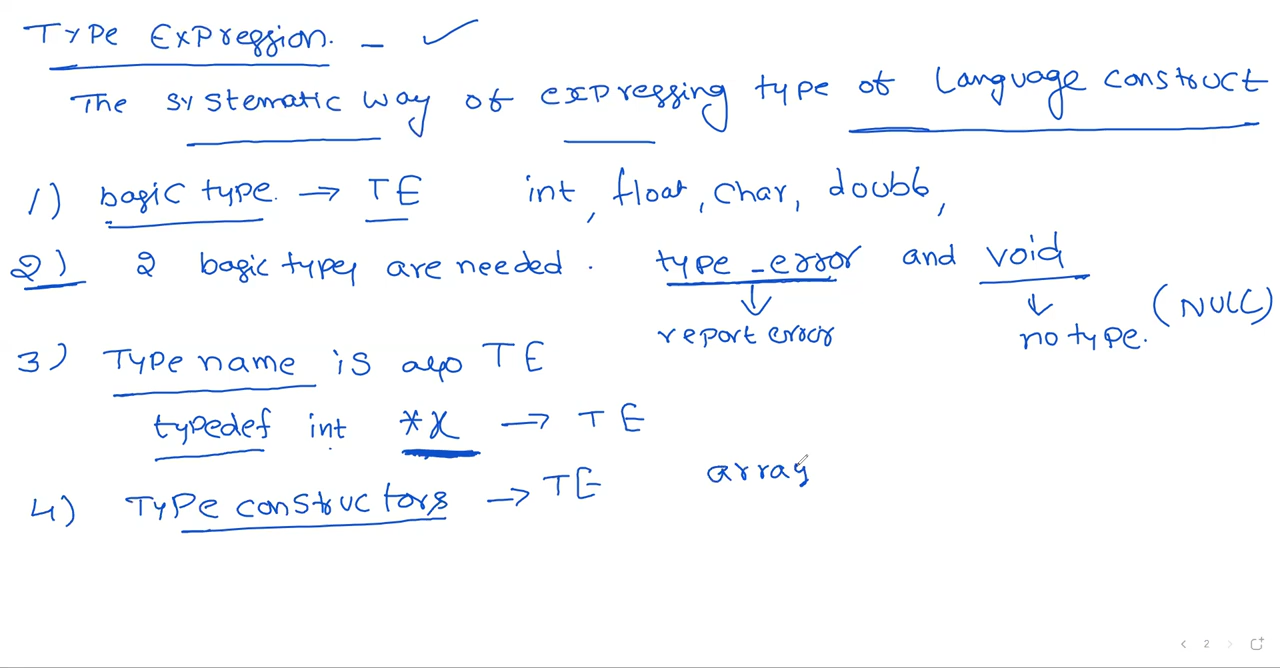 Type Expression. - ✓
The systematic way of expressing type of Language construct
1) basic type. → TE int, float, char, double,
2) 2 basic types are needed. type_error and void
↓ report error ↓ no type. (NULL)
3) Type name is also TE
typedef int *x → TE
4) Type constructors → TE array
2